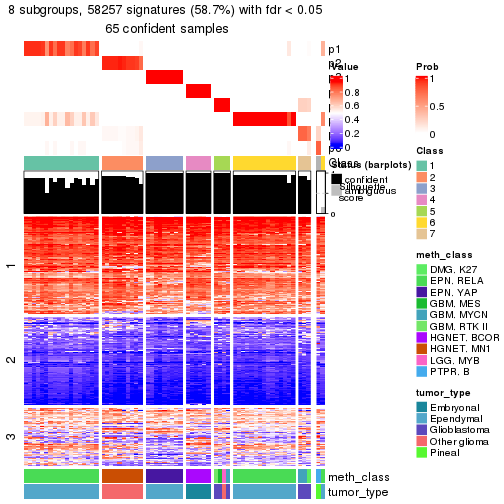 8 subgroups, 58257 signatures (58.7%) with fdr < 0.05
65 confident samples
p1
p2
Value
1
0.8
0.6
0.4
0.2
0
Prob
1
0.5
0
Class
Status (barplots)
confident
ambiguous
Silhouette
score
0
1
2
3
Class
1
2
3
4
5
6
7
meth_class
DMG. K27
EPN. RELA
EPN. YAP
GBM. MES
GBM. MYCN
GBM. RTK II
HGNET. BCOR
HGNET. MN1
LGG. MYB
PTPR. B
tumor_type
Embryonal
Ependymal
Glioblastoma
Other glioma
Pineal
meth_class
tumor_type